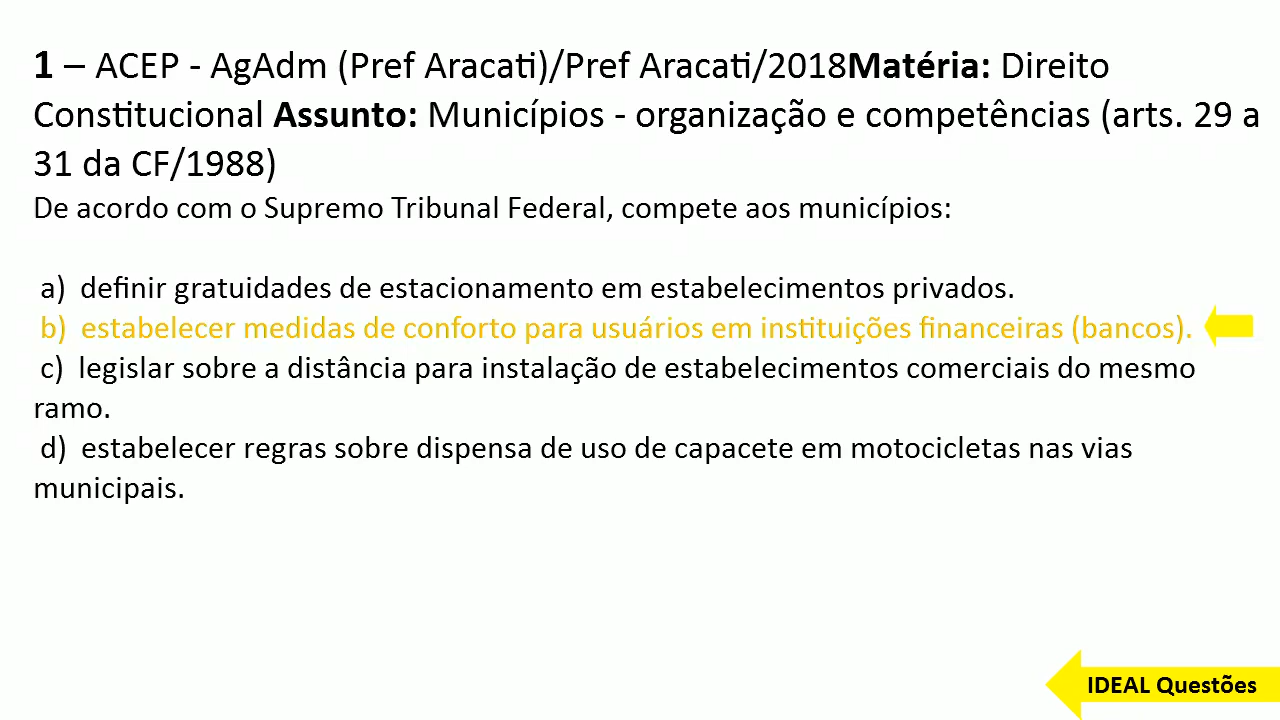 1 – ACEP - AgAdm (Pref Aracati)/Pref Aracati/2018Matéria: Direito
Constitucional Assunto: Municípios - organização e competências (arts. 29 a
31 da CF/1988)
De acordo com o Supremo Tribunal Federal, compete aos municípios:
a) definir gratuidades de estacionamento em estabelecimentos privados.
b) estabelecer medidas de conforto para usuários em instituições financeiras (bancos).
c) legislar sobre a distância para instalação de estabelecimentos comerciais do mesmo
ramo.
d) estabelecer regras sobre dispensa de uso de capacete em motocicletas nas vias
municipais.
IDEAL Questões